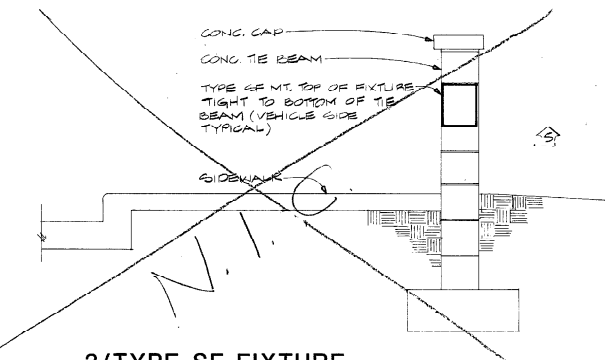 CONC. CAP
CONC. TIE BEAM
TYPE SF MT. TOP OF FIXTURE
TIGHT TO BOTTOM OF TIE
BEAM (VEHICLE SIDE
TYPICAL)
5
SIDEWALK
N.I.C.
2/TYPE SF FIXTURE